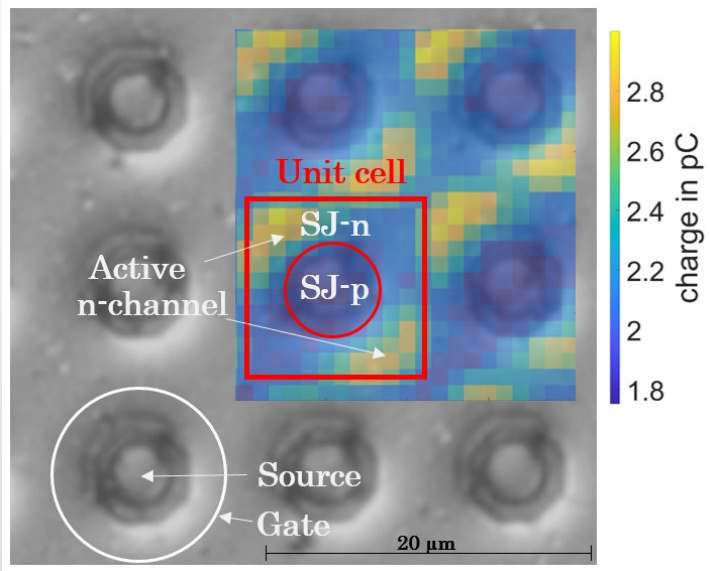 2.8
Unit cell
2.6
SJ-n
2.4
Active
n-channel
SJ-p
2.2
charge in pC
2
1.8
Source
Gate
20 µm